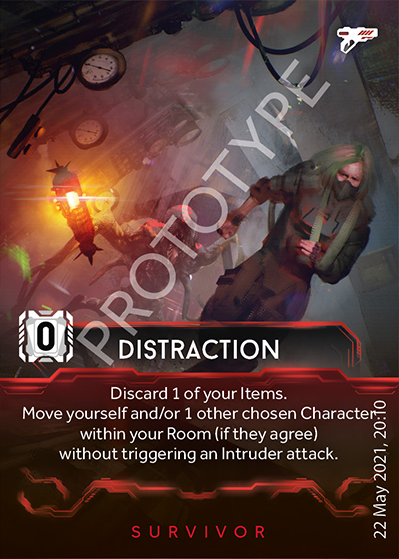 PROTOTYPE
0
DISTRACTION
Discard 1 of your Items.
Move yourself and/or 1 other chosen Character
within your Room (if they agree)
without triggering an Intruder attack.
22 May 2021, 20:10
SURVIVOR